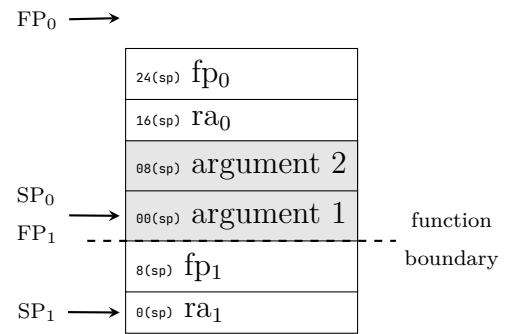 FP₀
24(sp) fp₀
16(sp) ra₀
08(sp) argument 2
SP₀
00(sp) argument 1
FP₁
function
boundary
8(sp) fp₁
SP₁
0(sp) ra₁